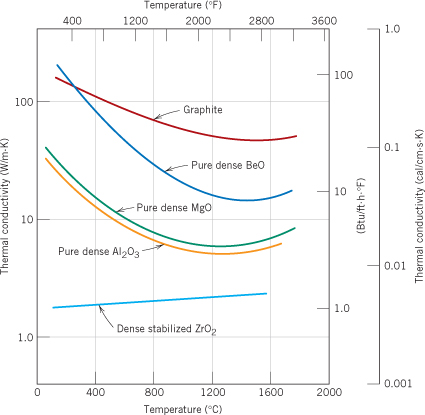 Temperature (°F)
400 1200 2000 2800 3600
1.0
100
100
Graphite
0.1
Pure dense BeO
10
Pure dense MgO
10
Pure dense Al₂O₃
0.01
1.0
Dense stabilized ZrO₂
1.0
0.001
0 400 800 1200 1600 2000
Temperature (°C)
Thermal conductivity (W/m·K)
(Btu/ft·h·°F)
Thermal conductivity (cal/cm·s·K)